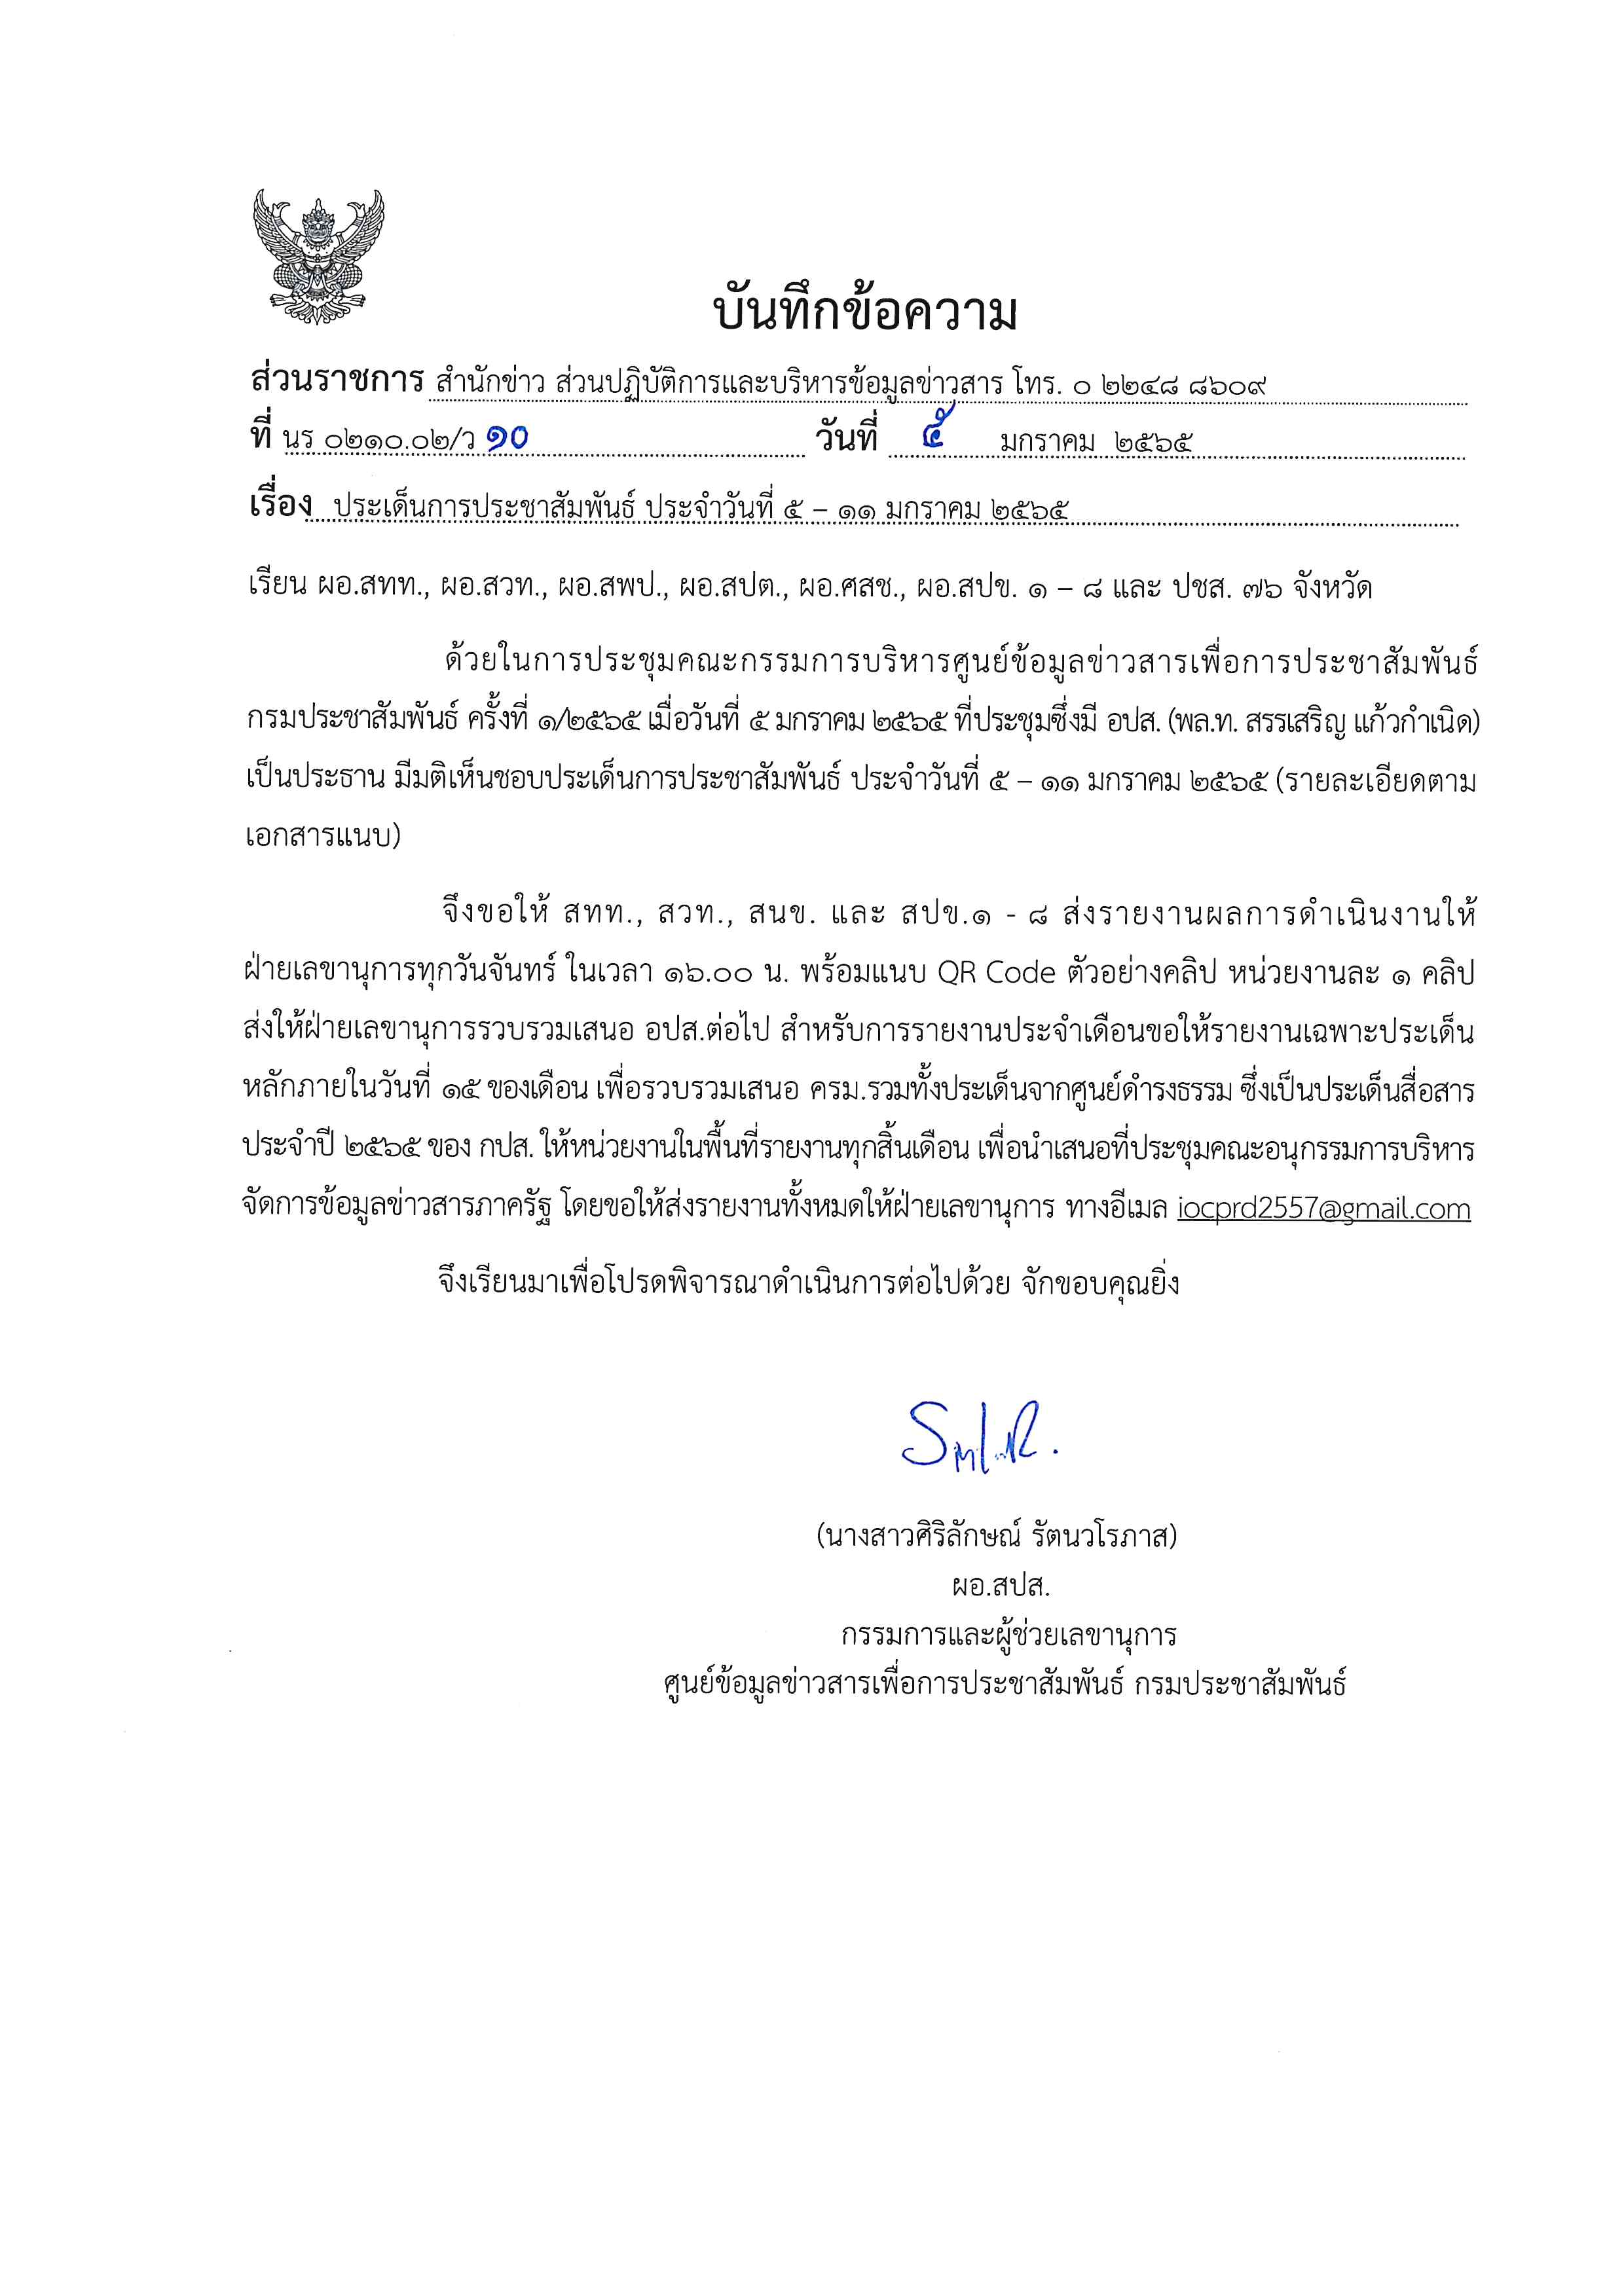 บันทึกข้อความ
ส่วนราชการ สำนักข่าว ส่วนปฏิบัติการและบริหารข้อมูลข่าวสาร โทร. ๐ ๒๒๔๘ ๘๖๐๙
ที่ นร ๐๒๑๐.๐๒/ว ๑๐ วันที่ ๕ มกราคม ๒๕๖๕
เรื่อง ประเด็นการประชาสัมพันธ์ ประจำวันที่ ๕ – ๑๑ มกราคม ๒๕๖๕
เรียน ผอ.สทท., ผอ.สวท., ผอ.สพป., ผอ.สปต., ผอ.ศสช., ผอ.สปข. ๑ – ๘ และ ปชส. ๗๖ จังหวัด
ด้วยในการประชุมคณะกรรมการบริหารศูนย์ข้อมูลข่าวสารเพื่อการประชาสัมพันธ์
กรมประชาสัมพันธ์ ครั้งที่ ๑/๒๕๖๕ เมื่อวันที่ ๕ มกราคม ๒๕๖๕ ที่ประชุมซึ่งมี อปส. (พล.ท. สรรเสริญ แก้วกำเนิด)
เป็นประธาน มีมติเห็นชอบประเด็นการประชาสัมพันธ์ ประจำวันที่ ๕ – ๑๑ มกราคม ๒๕๖๕ (รายละเอียดตาม
เอกสารแนบ)
จึงขอให้ สทท., สวท., สนข. และ สปข.๑ - ๘ ส่งรายงานผลการดำเนินงานให้
ฝ่ายเลขานุการทุกวันจันทร์ ในเวลา ๑๖.๐๐ น. พร้อมแนบ QR Code ตัวอย่างคลิป หน่วยงานละ ๑ คลิป
ส่งให้ฝ่ายเลขานุการรวบรวมเสนอ อปส.ต่อไป สำหรับการรายงานประจำเดือนขอให้รายงานเฉพาะประเด็น
หลักภายในวันที่ ๑๕ ของเดือน เพื่อรวบรวมเสนอ ครม.รวมทั้งประเด็นจากศูนย์ดำรงธรรม ซึ่งเป็นประเด็นสื่อสาร
ประจำปี ๒๕๖๕ ของ กปส. ให้หน่วยงานในพื้นที่รายงานทุกสิ้นเดือน เพื่อนำเสนอที่ประชุมคณะอนุกรรมการบริหาร
จัดการข้อมูลข่าวสารภาครัฐ โดยขอให้ส่งรายงานทั้งหมดให้ฝ่ายเลขานุการ ทางอีเมล iocprd2557@gmail.com
จึงเรียนมาเพื่อโปรดพิจารณาดำเนินการต่อไปด้วย จักขอบคุณยิ่ง
(นางสาวศิริลักษณ์ รัตนวโรภาส)
ผอ.สปส.
กรรมการและผู้ช่วยเลขานุการ
ศูนย์ข้อมูลข่าวสารเพื่อการประชาสัมพันธ์ กรมประชาสัมพันธ์